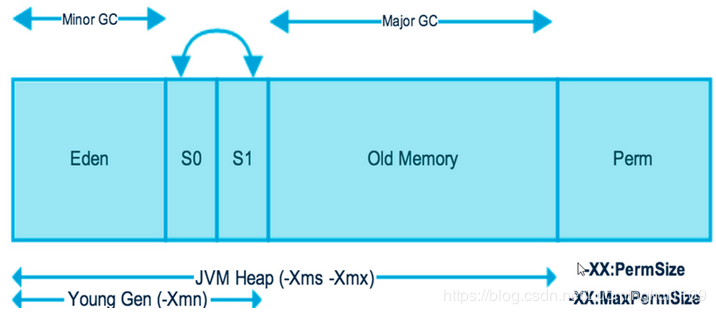 Minor GC
Major GC
Eden
S0
S1
Old Memory
Perm
JVM Heap (-Xms -Xmx)
-XX:PermSize
Young Gen (-Xmn)
-XX:MaxPermSize
https://blog.csdn.net/